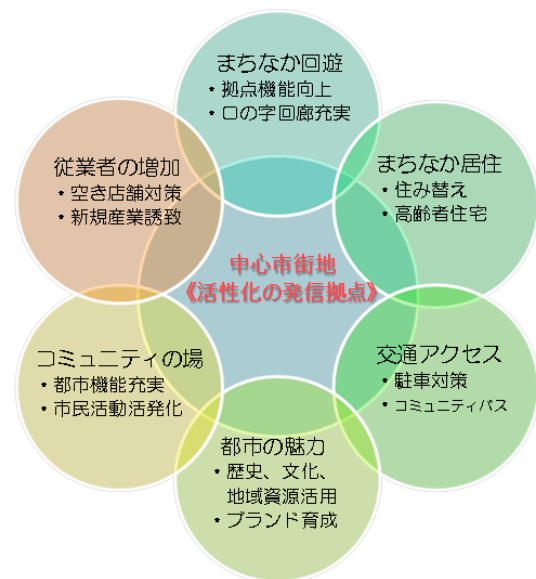 まちなか回遊
・拠点機能向上
・ロの字回廊充実
従業者の増加
・空き店舗対策
・新規産業誘致
まちなか居住
・住み替え
・高齢者住宅
中心市街地
《活性化の発信拠点》
コミュニティの場
・都市機能充実
・市民活動活発化
交通アクセス
・駐車対策
・コミュニティバス
都市の魅力
・歴史、文化、
地域資源活用
・ブランド育成